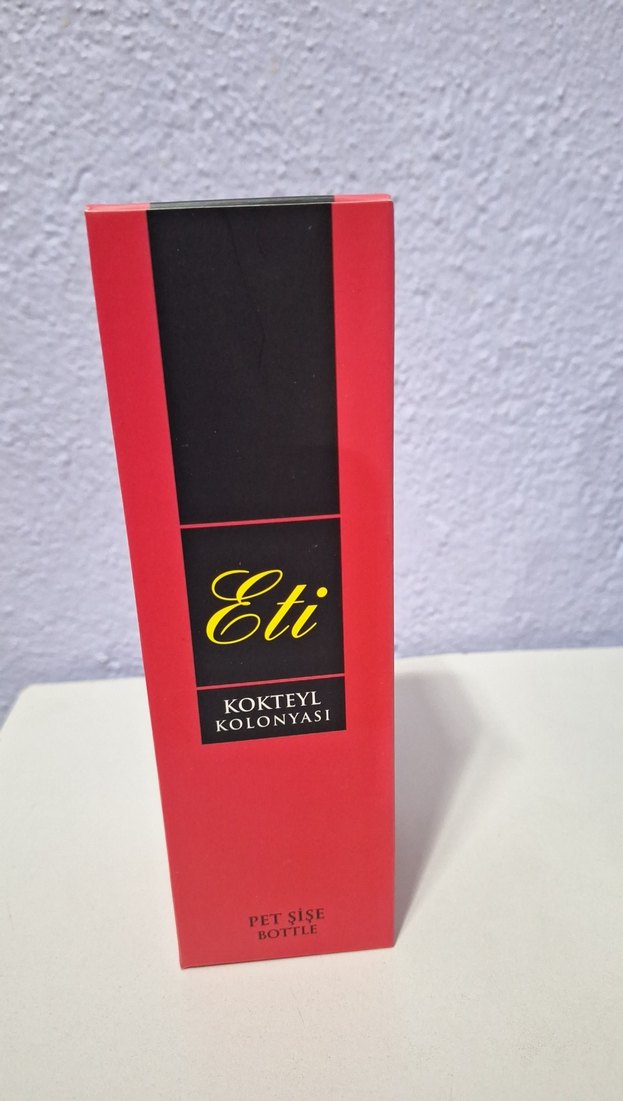 Eti
KOKTEYL
KOLONYASI
PET ŞİŞE
BOTTLE